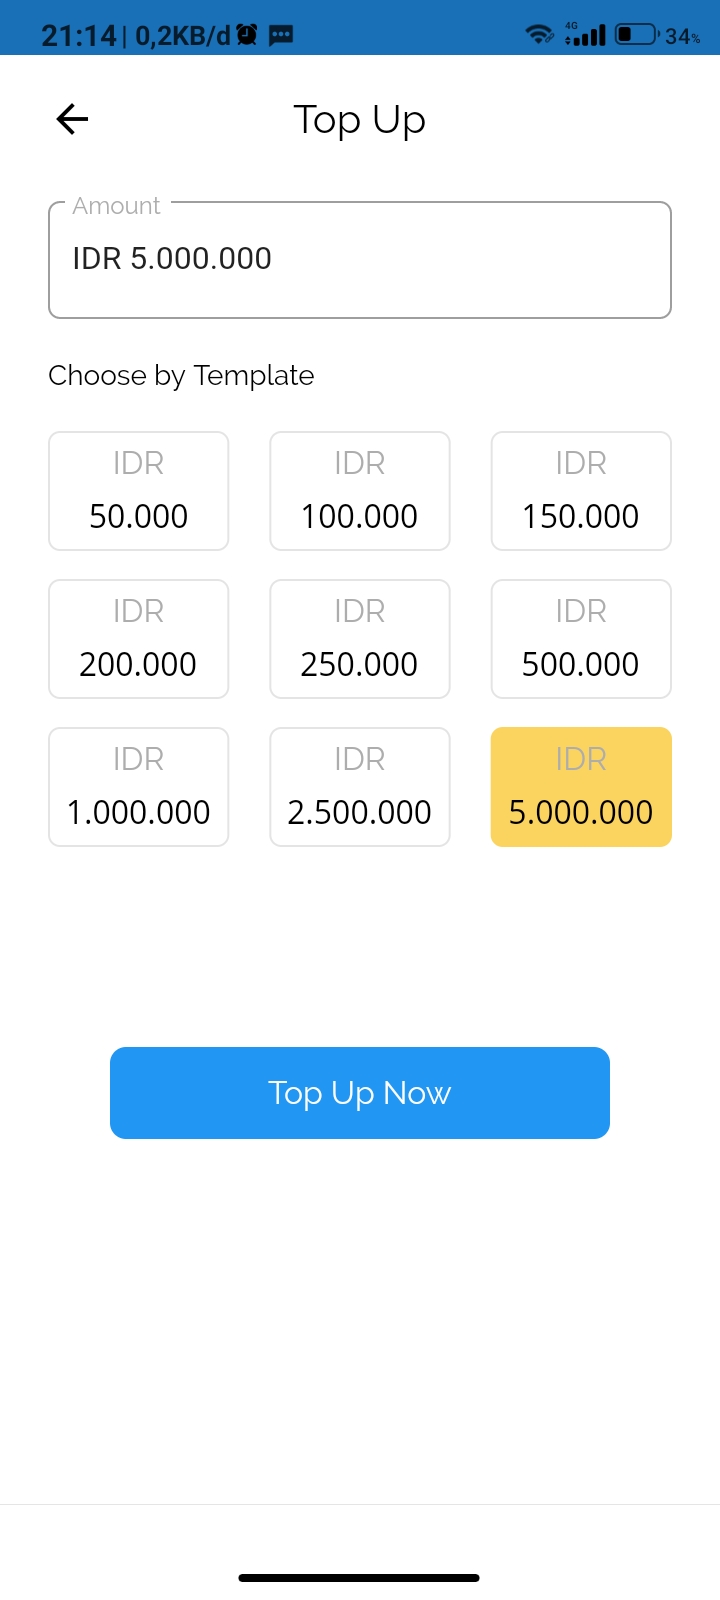 21:14 | 0,2KB/d
4G
34%
Top Up
Amount
IDR 5.000.000
Choose by Template
IDR IDR IDR
50.000 100.000 150.000
IDR IDR IDR
200.000 250.000 500.000
IDR IDR IDR
1.000.000 2.500.000 5.000.000
Top Up Now